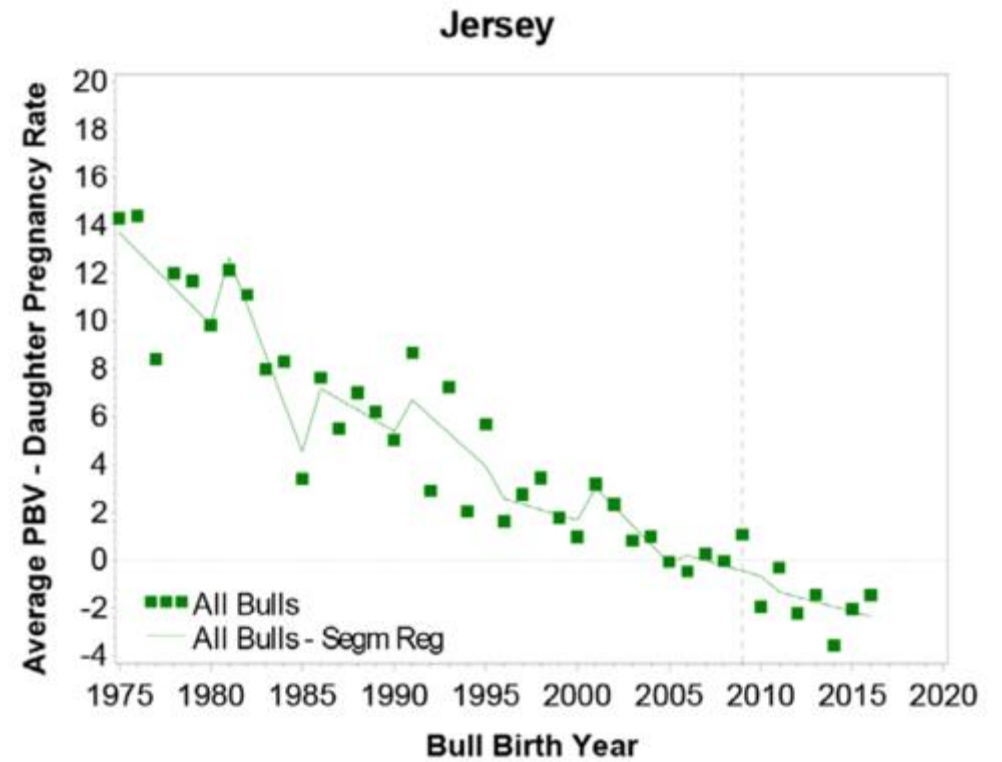 Jersey
Average PBV - Daughter Pregnancy Rate
20
18
16
14
12
10
8
6
4
2
0
-2
-4
All Bulls
All Bulls - Segm Reg
1975 1980 1985 1990 1995 2000 2005 2010 2015 2020
Bull Birth Year